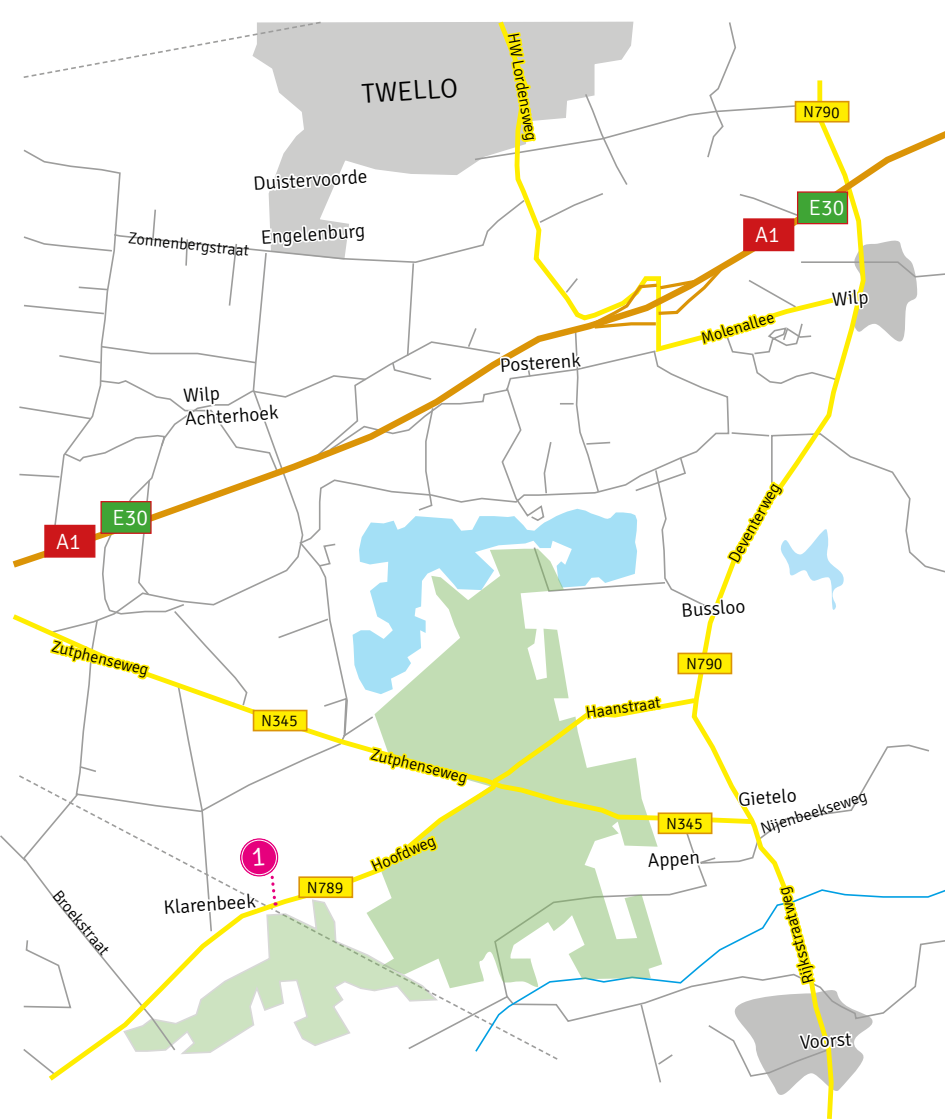 HW Lordensweg
TWELLO
N790
Duistervoorde
E30
Engelenburg
A1
Zonnenbergstraat
Wilp
Molenallee
Posterenk
Wilp
Achterhoek
E30
A1
Deventerweg
Bussloo
Zutphenseweg
N790
Haanstraat
N345
Zutphenseweg
Gietelo
Nijenbeekseweg
N345
Hoofdweg
1
Appen
N789
Klarenbeek
Broekstraat
Rijksstraatweg
Voorst